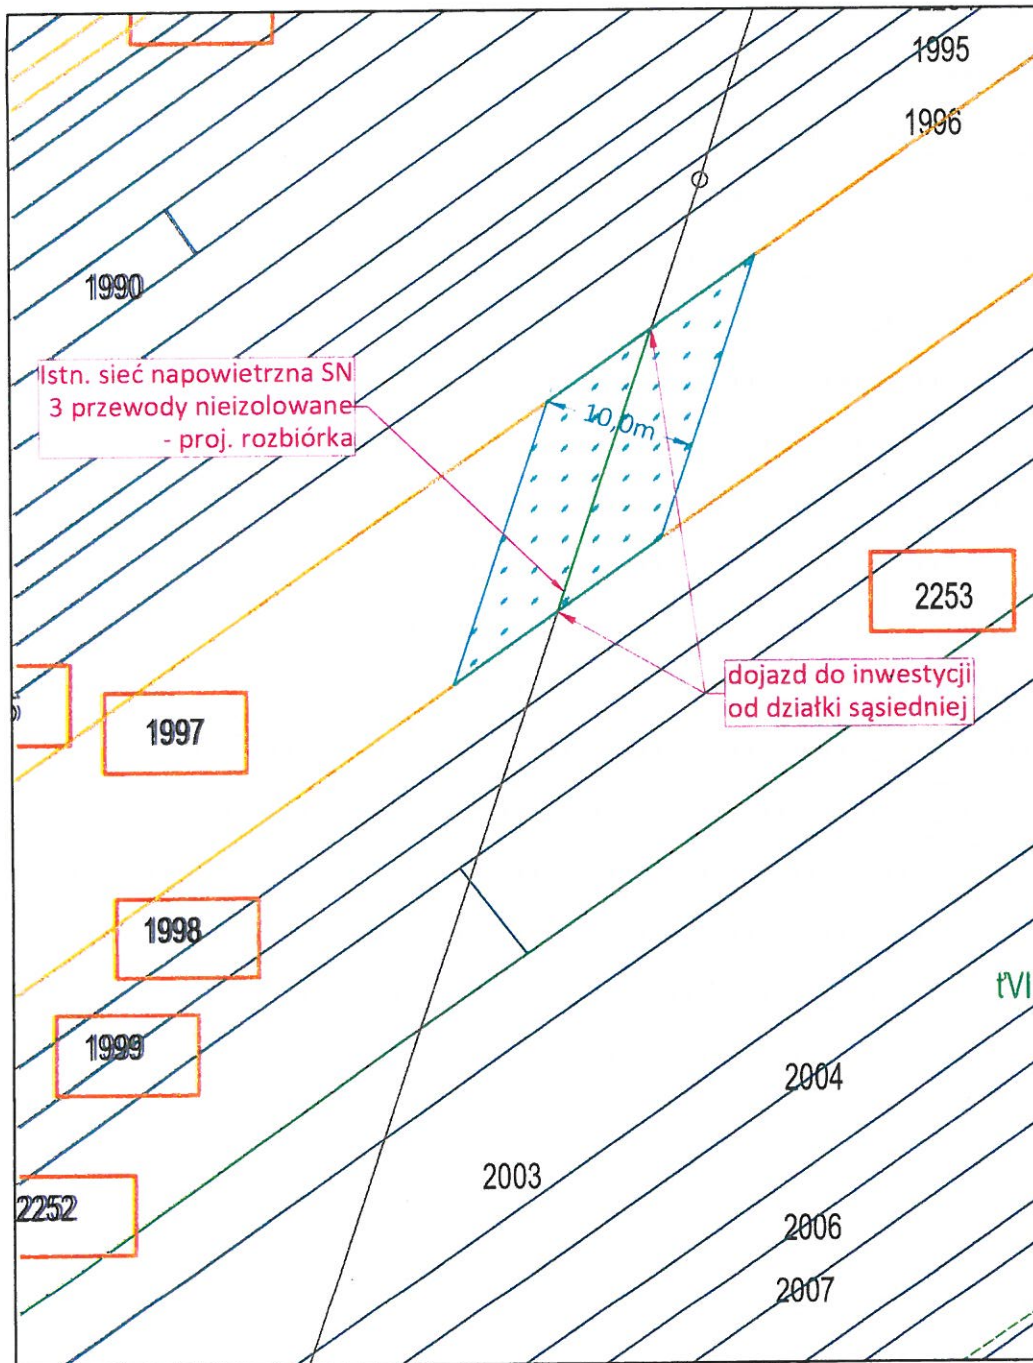 1995
1996
1990
Istn. sieć napowietrzna SN
3 przewody nieizolowane
- proj. rozbiórka
10,0m
2253
dojazd do inwestycji
od działki sąsiedniej
1997
1998
1999
2004
2003
2252
2006
2007